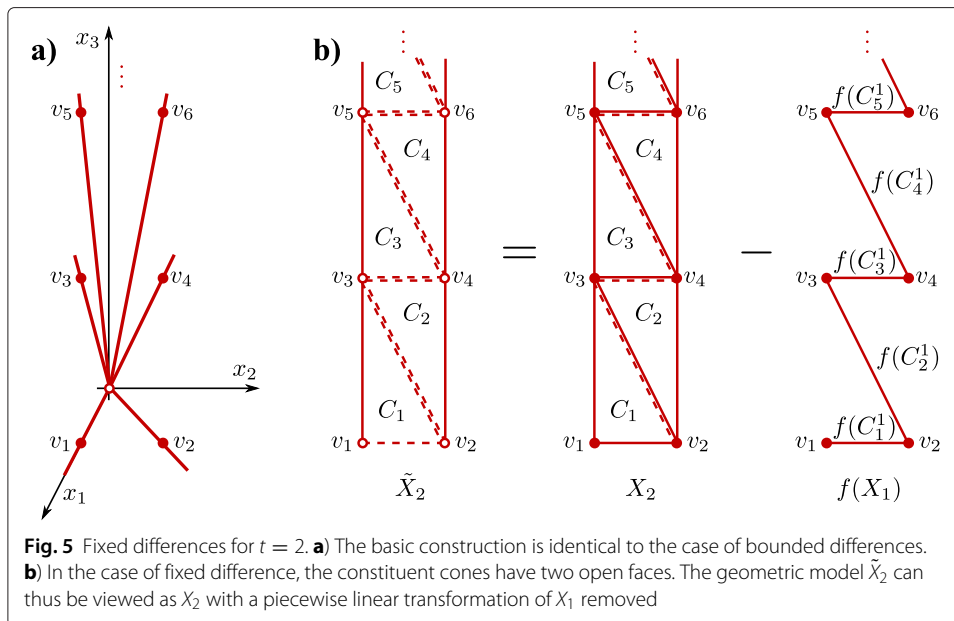 a)
x₃
⋮
v₅ v₆
v₃ v₄
x₂
v₁ v₂
x₁
b)
⋮
C₅
v₅ v₆
C₄
C₃
v₃ v₄
C₂
C₁
v₁ v₂
X̃₂
=
⋮
C₅
v₅ v₆
C₄
C₃
v₃ v₄
C₂
C₁
v₁ v₂
X₂
−
⋮
f(C₅¹)
v₅ v₆
f(C₄¹)
f(C₃¹)
v₃ v₄
f(C₂¹)
f(C₁¹)
v₁ v₂
f(X₁)
Fig. 5 Fixed differences for t = 2. a) The basic construction is identical to the case of bounded differences.
b) In the case of fixed difference, the constituent cones have two open faces. The geometric model X̃₂ can
thus be viewed as X₂ with a piecewise linear transformation of X₁ removed